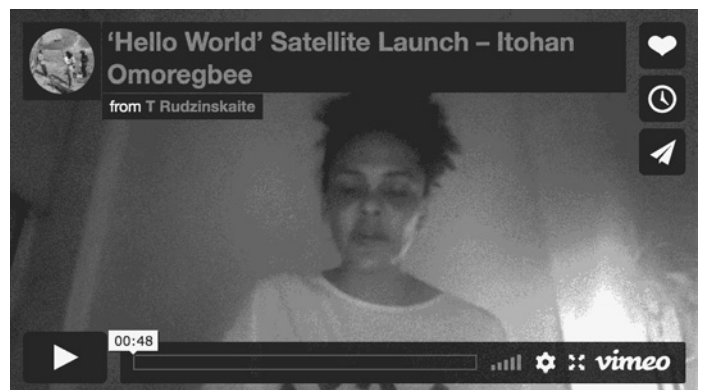 ‘Hello World’ Satellite Launch – Itohan
Omoregbee
from T Rudzinskaite
00:48
vimeo